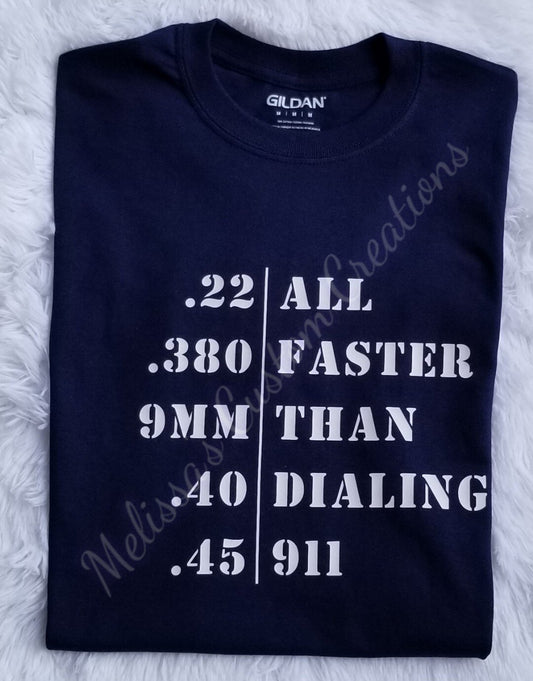 GILDAN
M | M | M
.22 ALL
.380 FASTER
9MM THAN
.40 DIALING
.45 911
Melissa's Custom Creations